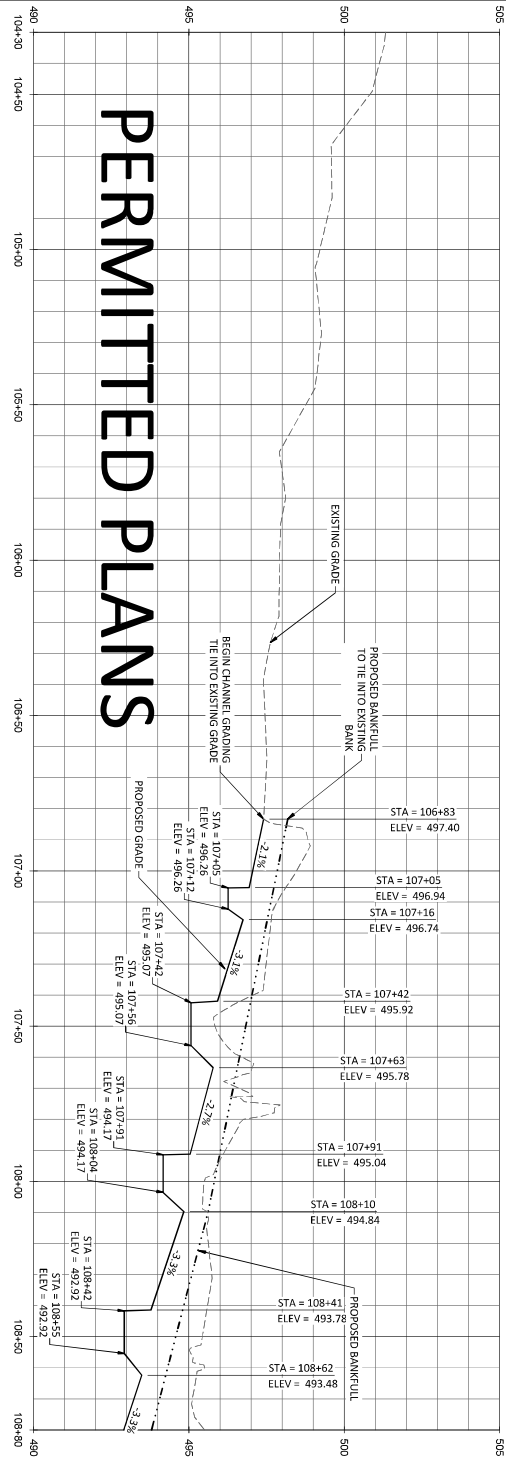 490
495
500
505
104+30
104+50
105+00
105+50
106+00
106+50
107+00
107+50
108+00
108+50
108+80
490
495
500
505
PERMITTED PLANS
EXISTING GRADE
PROPOSED BANKFULL
TO TIE INTO EXISTING
BANK
BEGIN CHANNEL GRADING
TIE INTO EXISTING GRADE
PROPOSED GRADE
STA = 106+83
ELEV = 497.40
-2.1%
STA = 107+05
ELEV = 496.94
STA = 107+05
ELEV = 496.26
STA = 107+12
ELEV = 496.26
STA = 107+16
ELEV = 496.74
-3.1%
STA = 107+42
ELEV = 495.92
STA = 107+42
ELEV = 495.07
STA = 107+56
ELEV = 495.07
STA = 107+63
ELEV = 495.78
-2.7%
STA = 107+91
ELEV = 495.04
STA = 107+91
ELEV = 494.17
STA = 108+04
ELEV = 494.17
STA = 108+10
ELEV = 494.84
-3.3%
PROPOSED BANKFULL
STA = 108+41
ELEV = 493.78
STA = 108+42
ELEV = 492.92
STA = 108+55
ELEV = 492.92
STA = 108+62
ELEV = 493.48
-3.3%